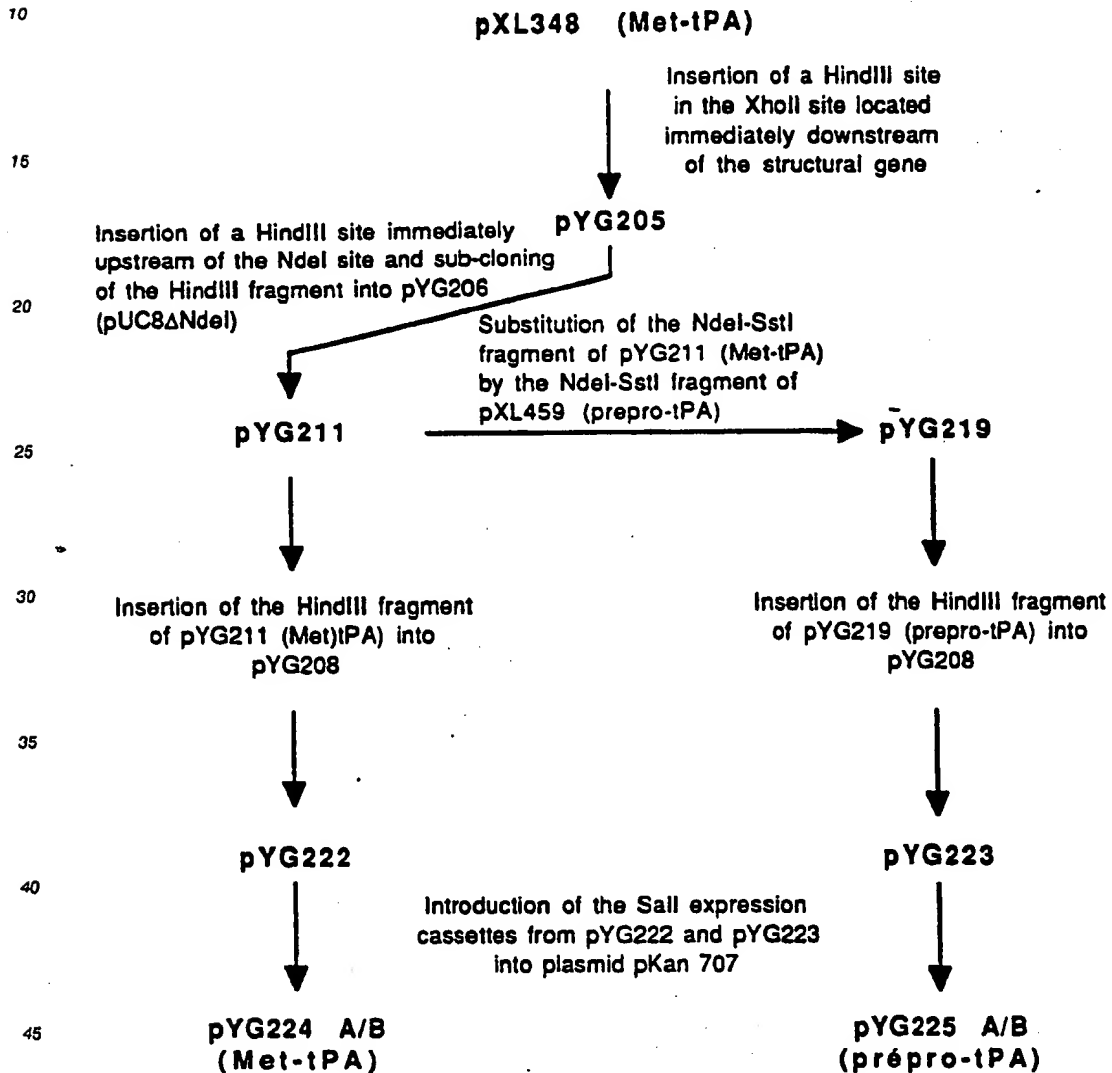 10
pXL348 (Met-tPA)
Insertion of a HindIII site
in the XhoII site located
immediately downstream
of the structural gene
15
pYG205
Insertion of a HindIII site immediately
upstream of the NdeI site and sub-cloning
of the HindIII fragment into pYG206
(pUC8ΔNdeI)
20
Substitution of the NdeI-SstI
fragment of pYG211 (Met-tPA)
by the NdeI-SstI fragment of
pXL459 (prepro-tPA)
pYG211
pYG219
25
30
Insertion of the HindIII fragment
of pYG211 (Met)tPA) into
pYG208
Insertion of the HindIII fragment
of pYG219 (prepro-tPA) into
pYG208
35
pYG222
pYG223
40
Introduction of the SalI expression
cassettes from pYG222 and pYG223
into plasmid pKan 707
45
pYG224 A/B
(Met-tPA)
pYG225 A/B
(prépro-tPA)